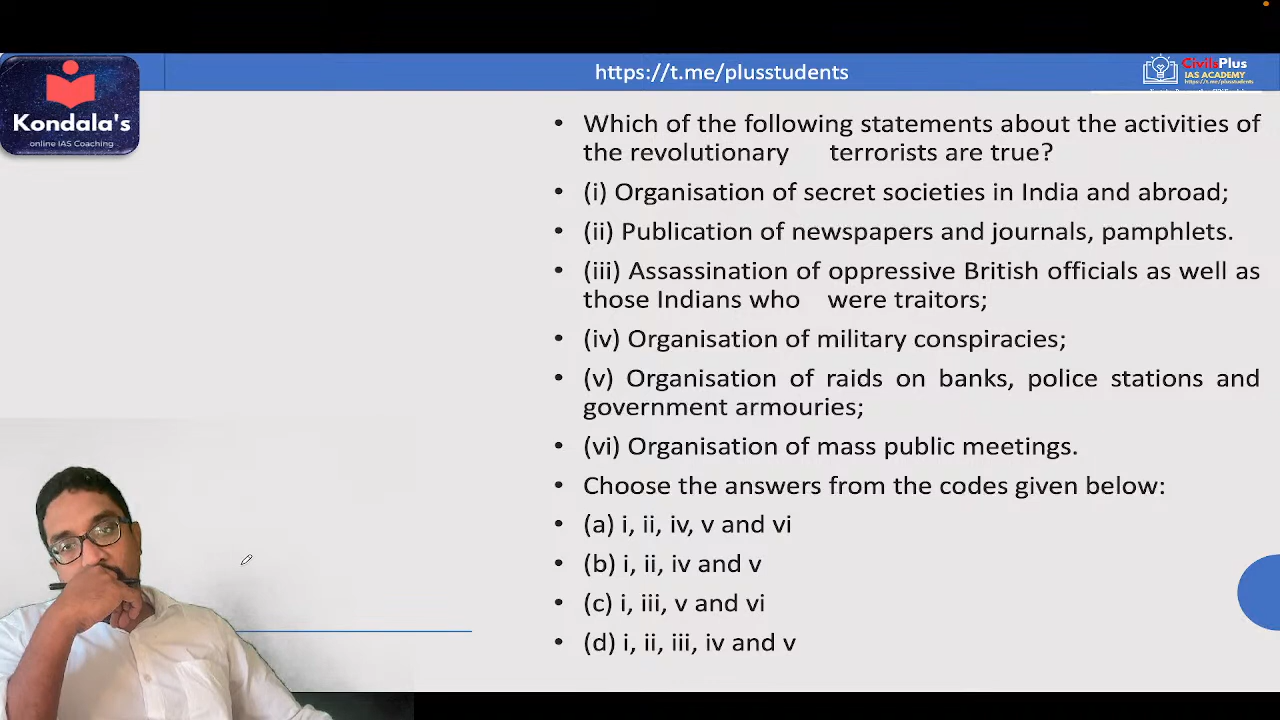 https://t.me/plusstudents
CivilsPlus
IAS ACADEMY
https://t.me/plusstudents
Kondala's
online IAS Coaching
• Which of the following statements about the activities of
the revolutionary terrorists are true?
• (i) Organisation of secret societies in India and abroad;
• (ii) Publication of newspapers and journals, pamphlets.
• (iii) Assassination of oppressive British officials as well as
those Indians who were traitors;
• (iv) Organisation of military conspiracies;
• (v) Organisation of raids on banks, police stations and
government armouries;
• (vi) Organisation of mass public meetings.
• Choose the answers from the codes given below:
• (a) i, ii, iv, v and vi
• (b) i, ii, iv and v
• (c) i, iii, v and vi
• (d) i, ii, iii, iv and v